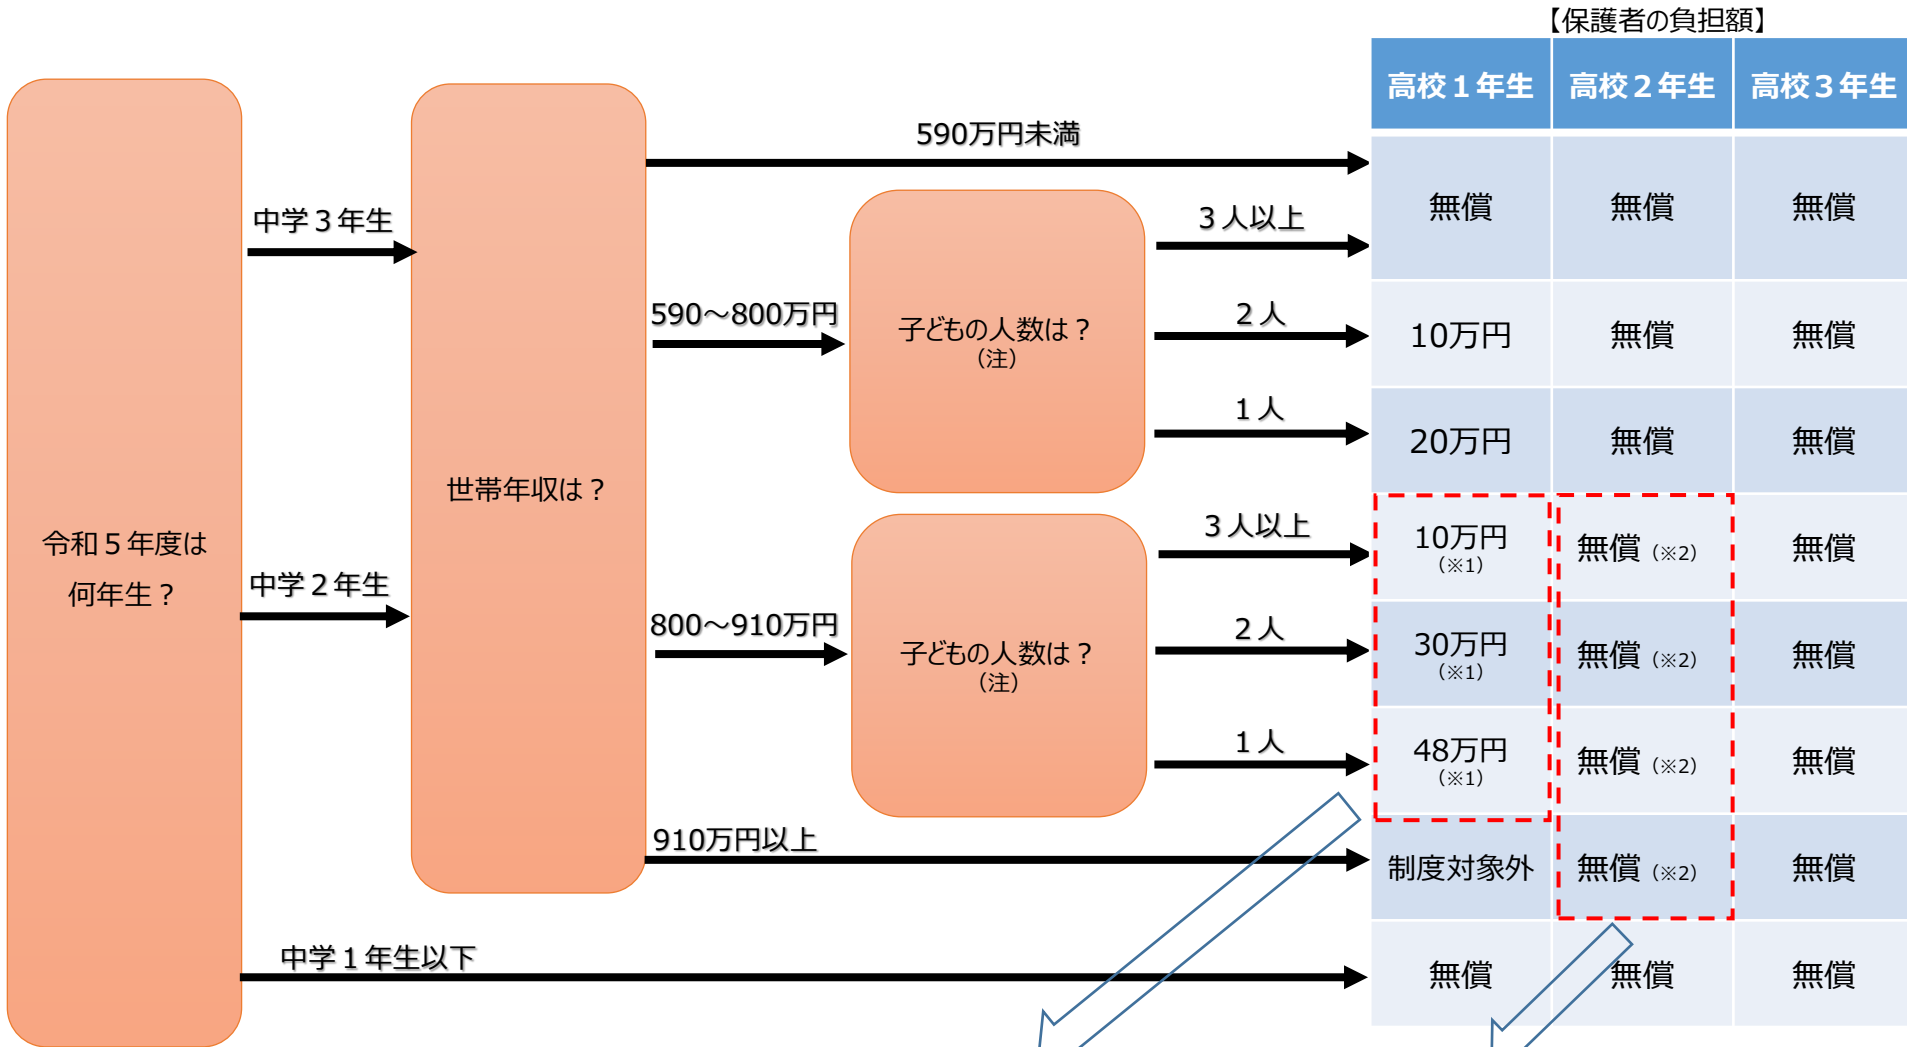 【保護者の負担額】
高校１年生 高校２年生 高校３年生
590万円未満
無償 無償 無償
中学３年生
３人以上
590～800万円
子どもの人数は？
（注）
２人
10万円 無償 無償
１人
20万円 無償 無償
世帯年収は？
令和５年度は
何年生？
中学２年生
３人以上
10万円
（※1）
無償（※2） 無償
800～910万円
子どもの人数は？
（注）
２人
30万円
（※1）
無償（※2） 無償
１人
48万円
（※1）
無償（※2） 無償
910万円以上
制度対象外 無償（※2） 無償
中学１年生以下
無償 無償 無償